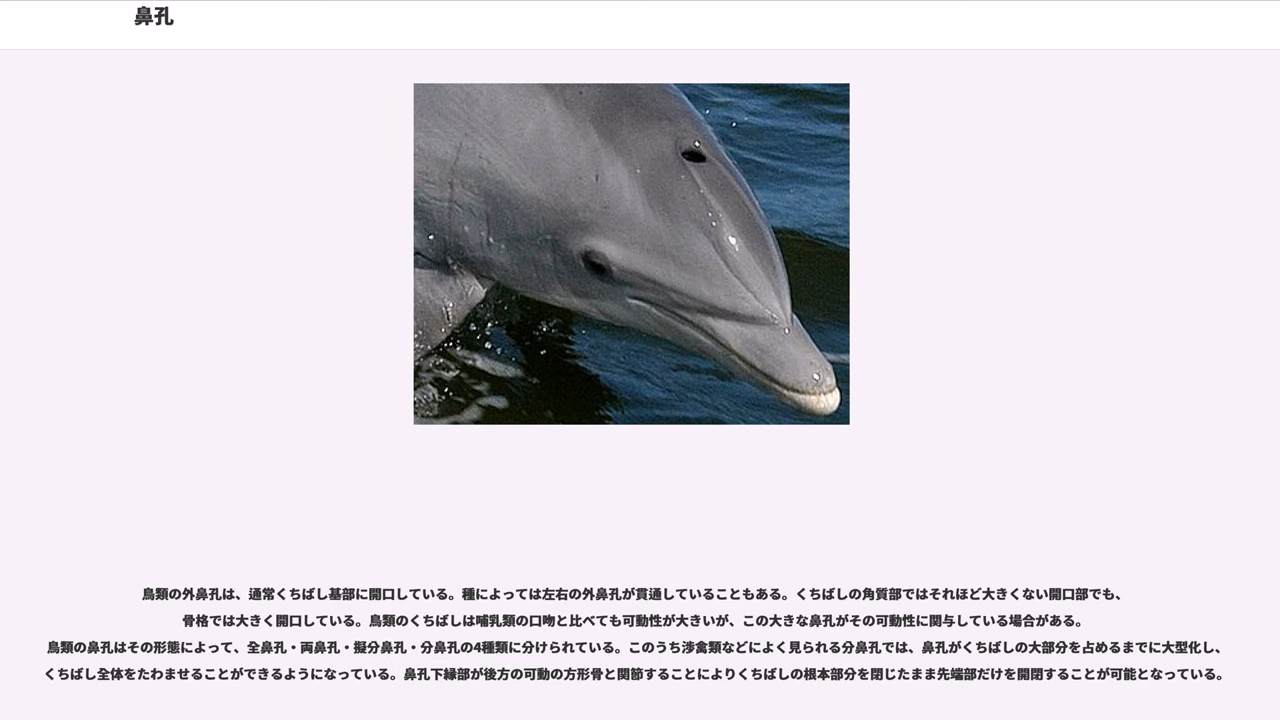 鼻孔
鳥類の外鼻孔は、通常くちばし基部に開口している。種によっては左右の外鼻孔が貫通していることもある。くちばしの角質部ではそれほど大きくない開口部でも、
骨格では大きく開口している。鳥類のくちばしは哺乳類の口吻と比べても可動性が大きいが、この大きな鼻孔がその可動性に関与している場合がある。
鳥類の鼻孔はその形態によって、全鼻孔・両鼻孔・擬分鼻孔・分鼻孔の4種類に分けられている。このうち渉禽類などによく見られる分鼻孔では、鼻孔がくちばしの大部分を占めるまでに大型化し、
くちばし全体をたわませることができるようになっている。鼻孔下縁部が後方の可動の方形骨と関節することによりくちばしの根本部分を閉じたまま先端部だけを開閉することが可能となっている。